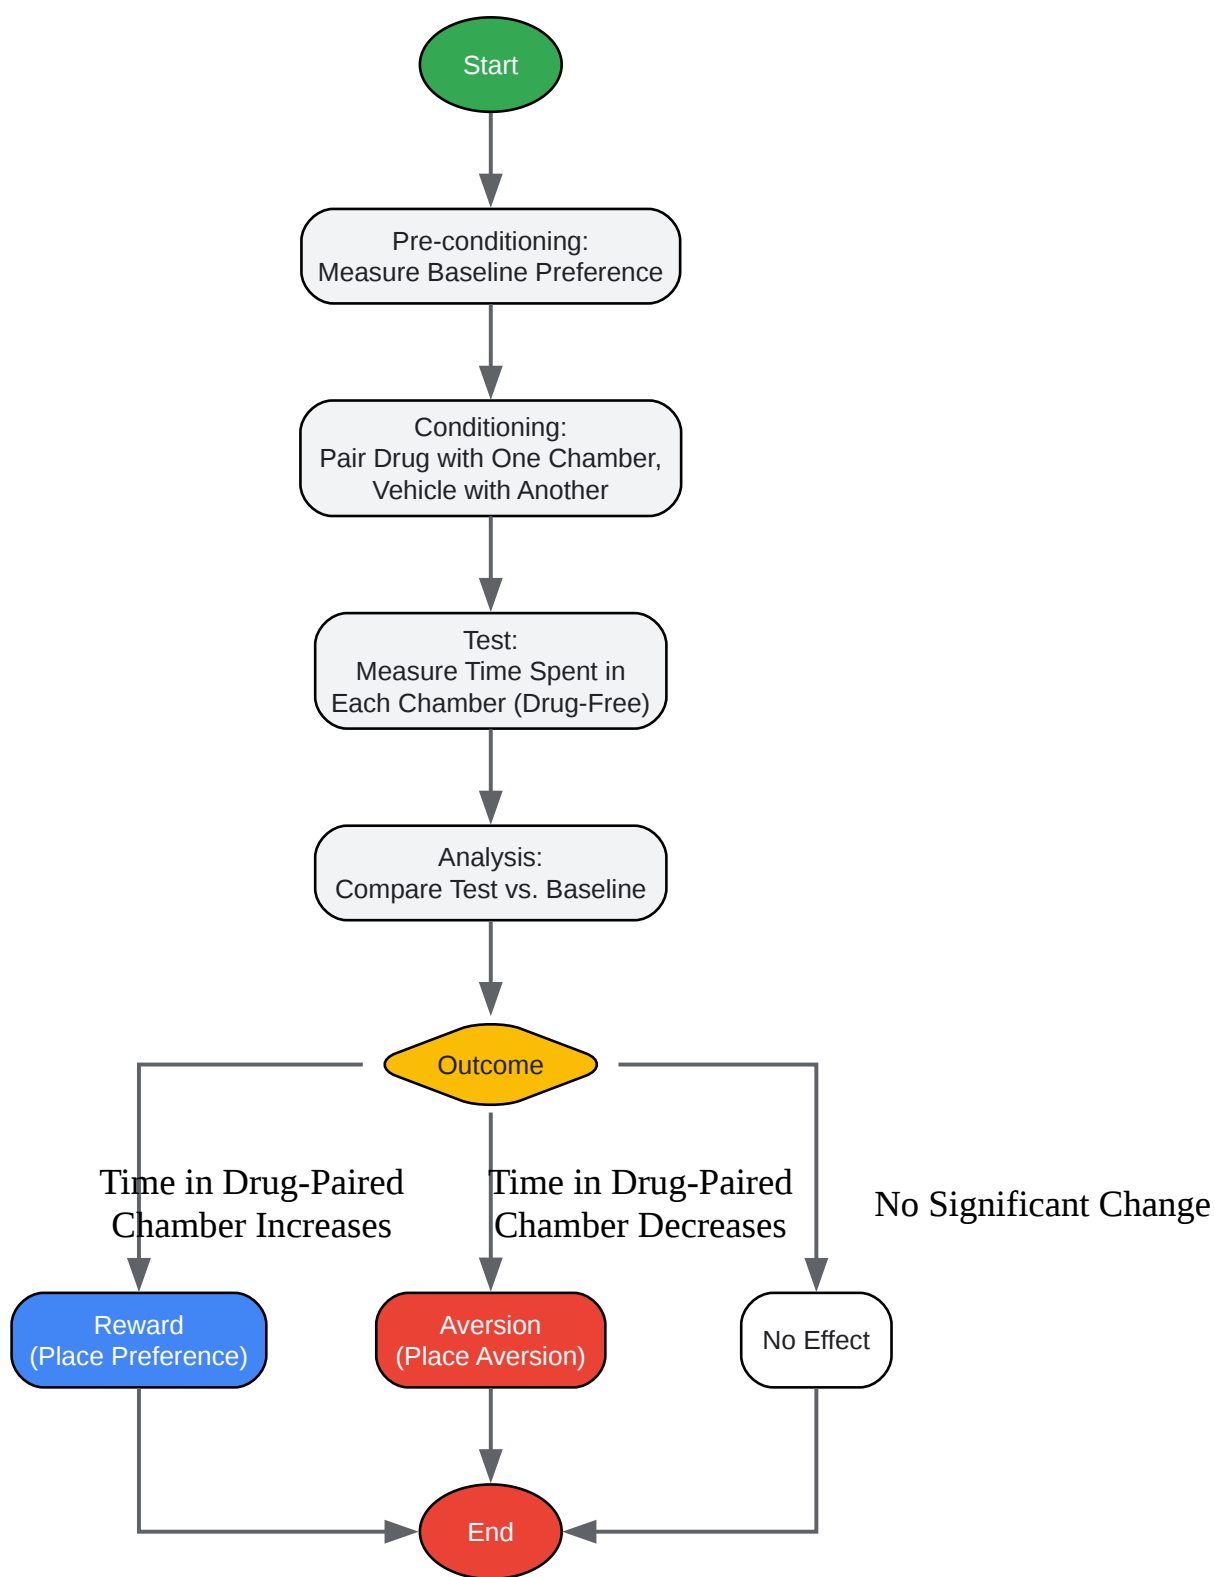 Start
Pre-conditioning:
Measure Baseline Preference
Conditioning:
Pair Drug with One Chamber,
Vehicle with Another
Test:
Measure Time Spent in
Each Chamber (Drug-Free)
Analysis:
Compare Test vs. Baseline
Outcome
Time in Drug-Paired
Chamber Increases
Time in Drug-Paired
Chamber Decreases
No Significant Change
Reward
(Place Preference)
Aversion
(Place Aversion)
No Effect
End